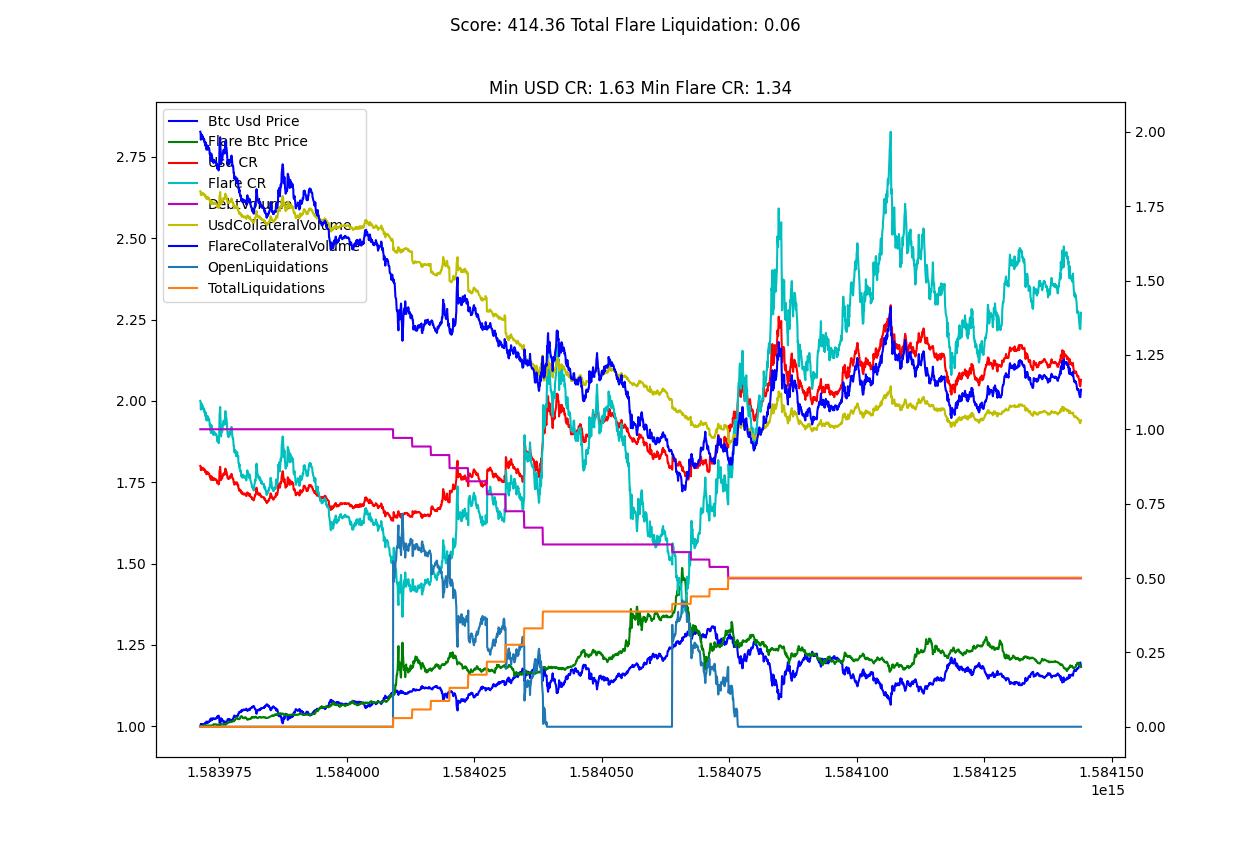 Score: 414.36 Total Flare Liquidation: 0.06
Min USD CR: 1.63 Min Flare CR: 1.34
Btc Usd Price
Flare Btc Price
Usd CR
Flare CR
DebtVolume
UsdCollateralVolume
FlareCollateralVolume
OpenLiquidations
TotalLiquidations
2.75
2.50
2.25
2.00
1.75
1.50
1.25
1.00
2.00
1.75
1.50
1.25
1.00
0.75
0.50
0.25
0.00
1.583975 1.584000 1.584025 1.584050 1.584075 1.584100 1.584125 1.584150
1e15